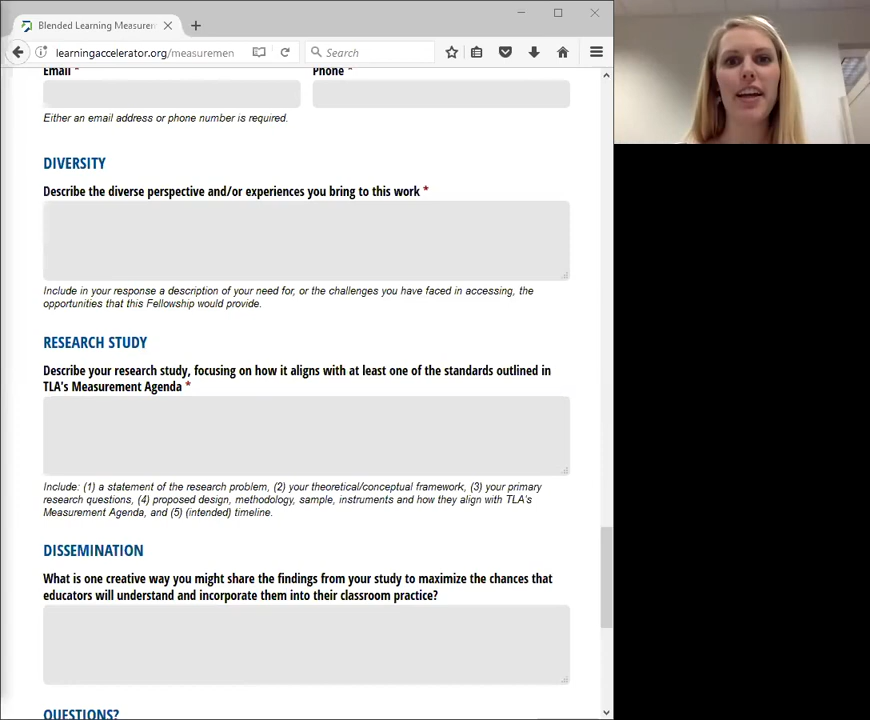 Blended Learning Measurem
learningaccelerator.org/measuremen
Search
Email * Phone *
Either an email address or phone number is required.
DIVERSITY
Describe the diverse perspective and/or experiences you bring to this work *
Include in your response a description of your need for, or the challenges you have faced in accessing, the
opportunities that this Fellowship would provide.
RESEARCH STUDY
Describe your research study, focusing on how it aligns with at least one of the standards outlined in
TLA's Measurement Agenda *
Include: (1) a statement of the research problem, (2) your theoretical/conceptual framework, (3) your primary
research questions, (4) proposed design, methodology, sample, instruments and how they align with TLA's
Measurement Agenda, and (5) (intended) timeline.
DISSEMINATION
What is one creative way you might share the findings from your study to maximize the chances that
educators will understand and incorporate them into their classroom practice?
QUESTIONS?